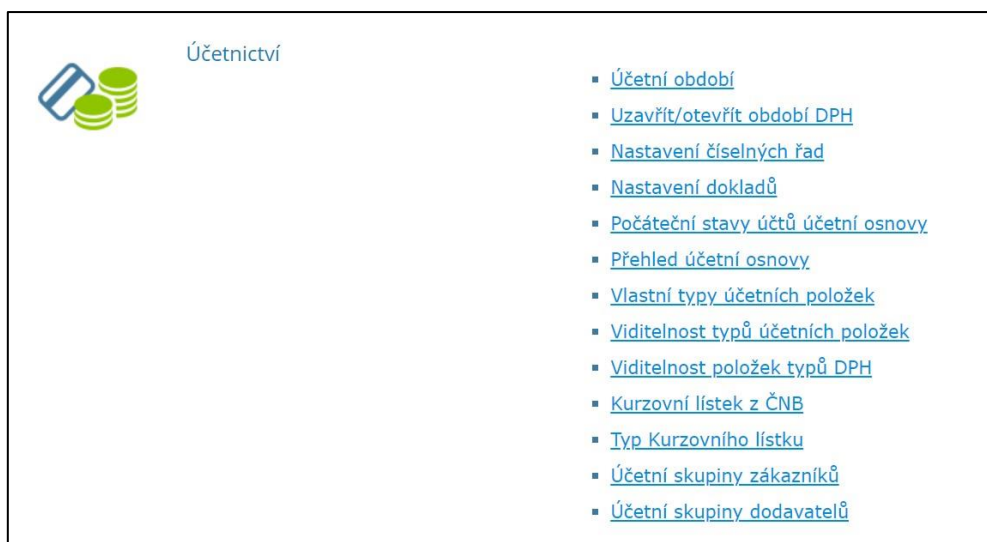 Účetnictví
Účetní období
Uzavřít/otevřít období DPH
Nastavení číselných řad
Nastavení dokladů
Počáteční stavy účtů účetní osnovy
Přehled účetní osnovy
Vlastní typy účetních položek
Viditelnost typů účetních položek
Viditelnost položek typů DPH
Kurzovní lístek z ČNB
Typ Kurzovního lístku
Účetní skupiny zákazníků
Účetní skupiny dodavatelů